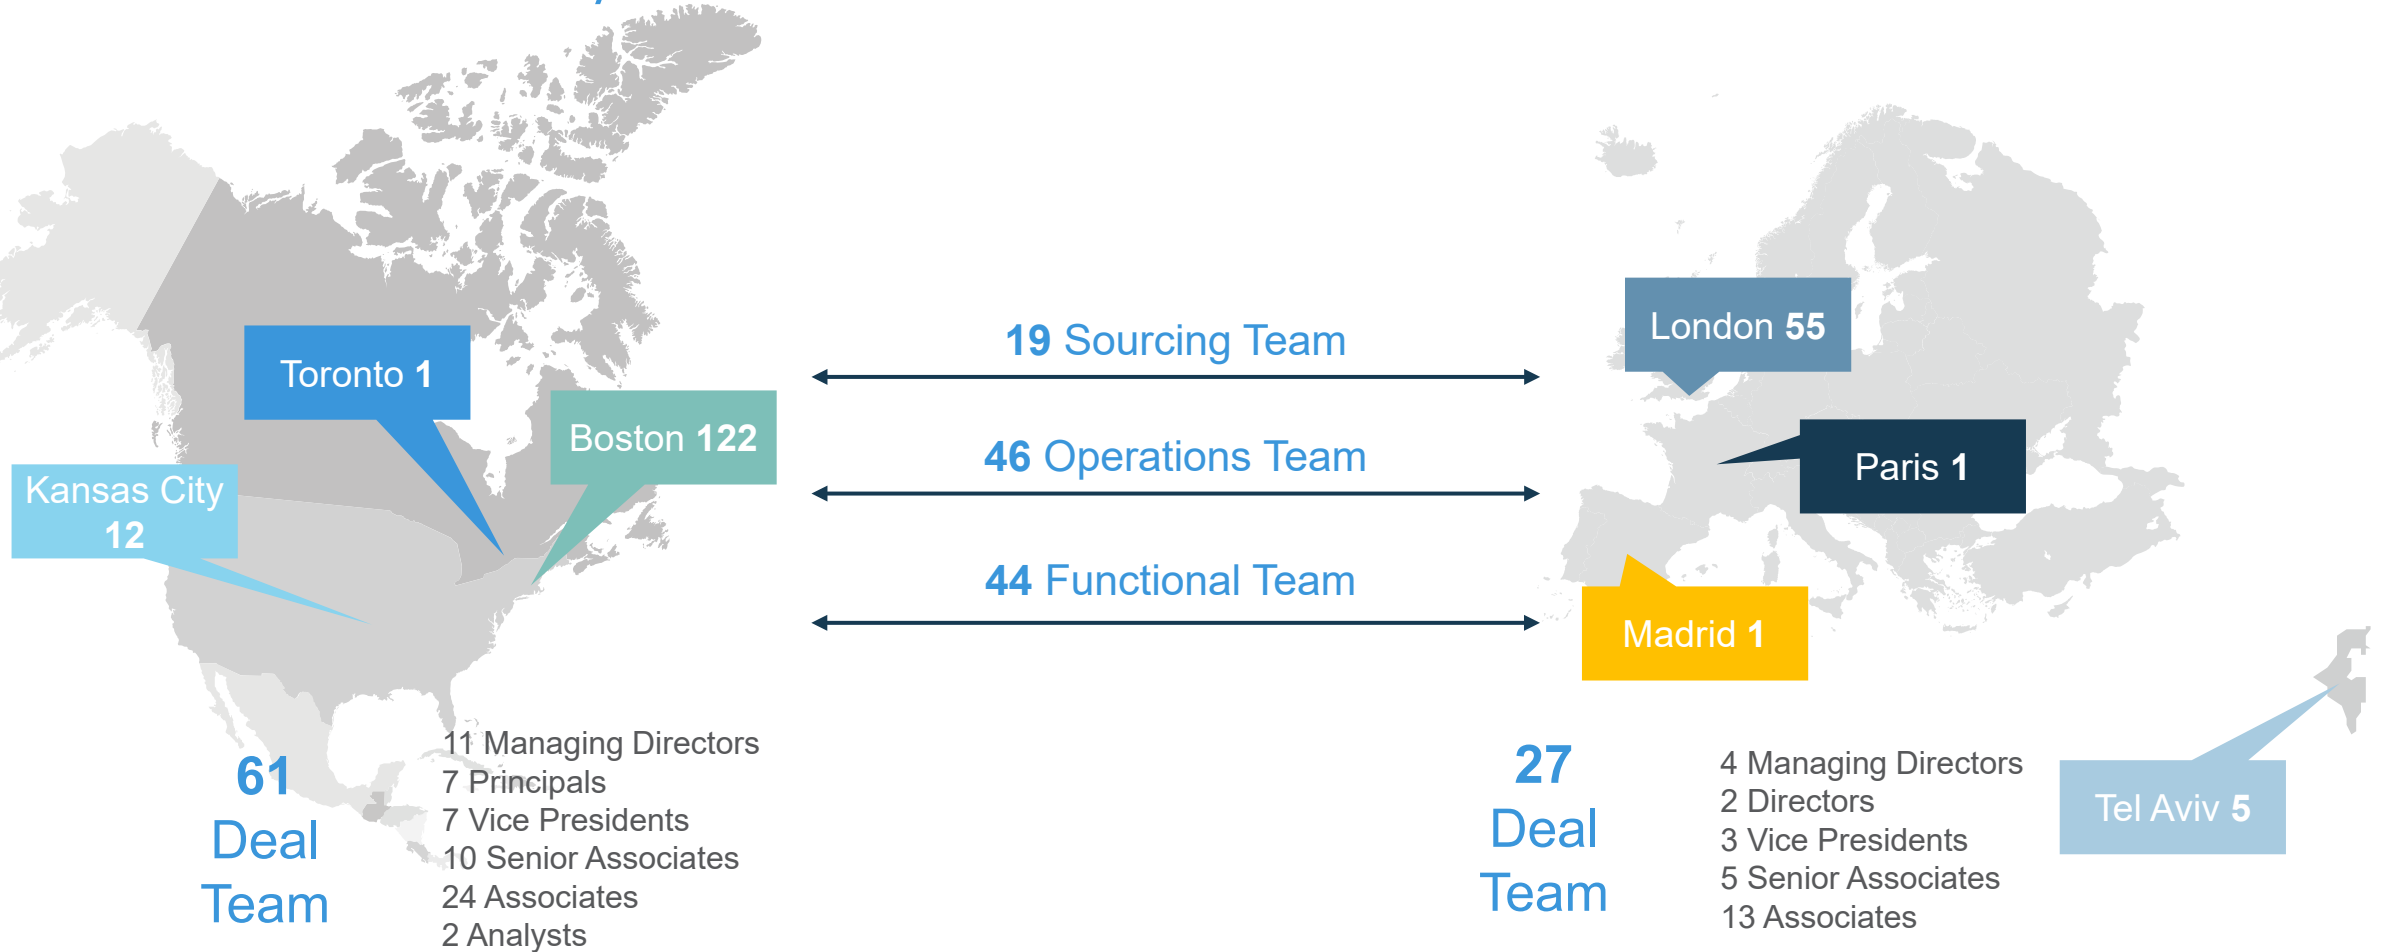 Toronto 1
Boston 122
Kansas City
12
19 Sourcing Team
46 Operations Team
44 Functional Team
London 55
Paris 1
Madrid 1
Tel Aviv 5
61
Deal
Team
11 Managing Directors
7 Principals
7 Vice Presidents
10 Senior Associates
24 Associates
2 Analysts
27
Deal
Team
4 Managing Directors
2 Directors
3 Vice Presidents
5 Senior Associates
13 Associates